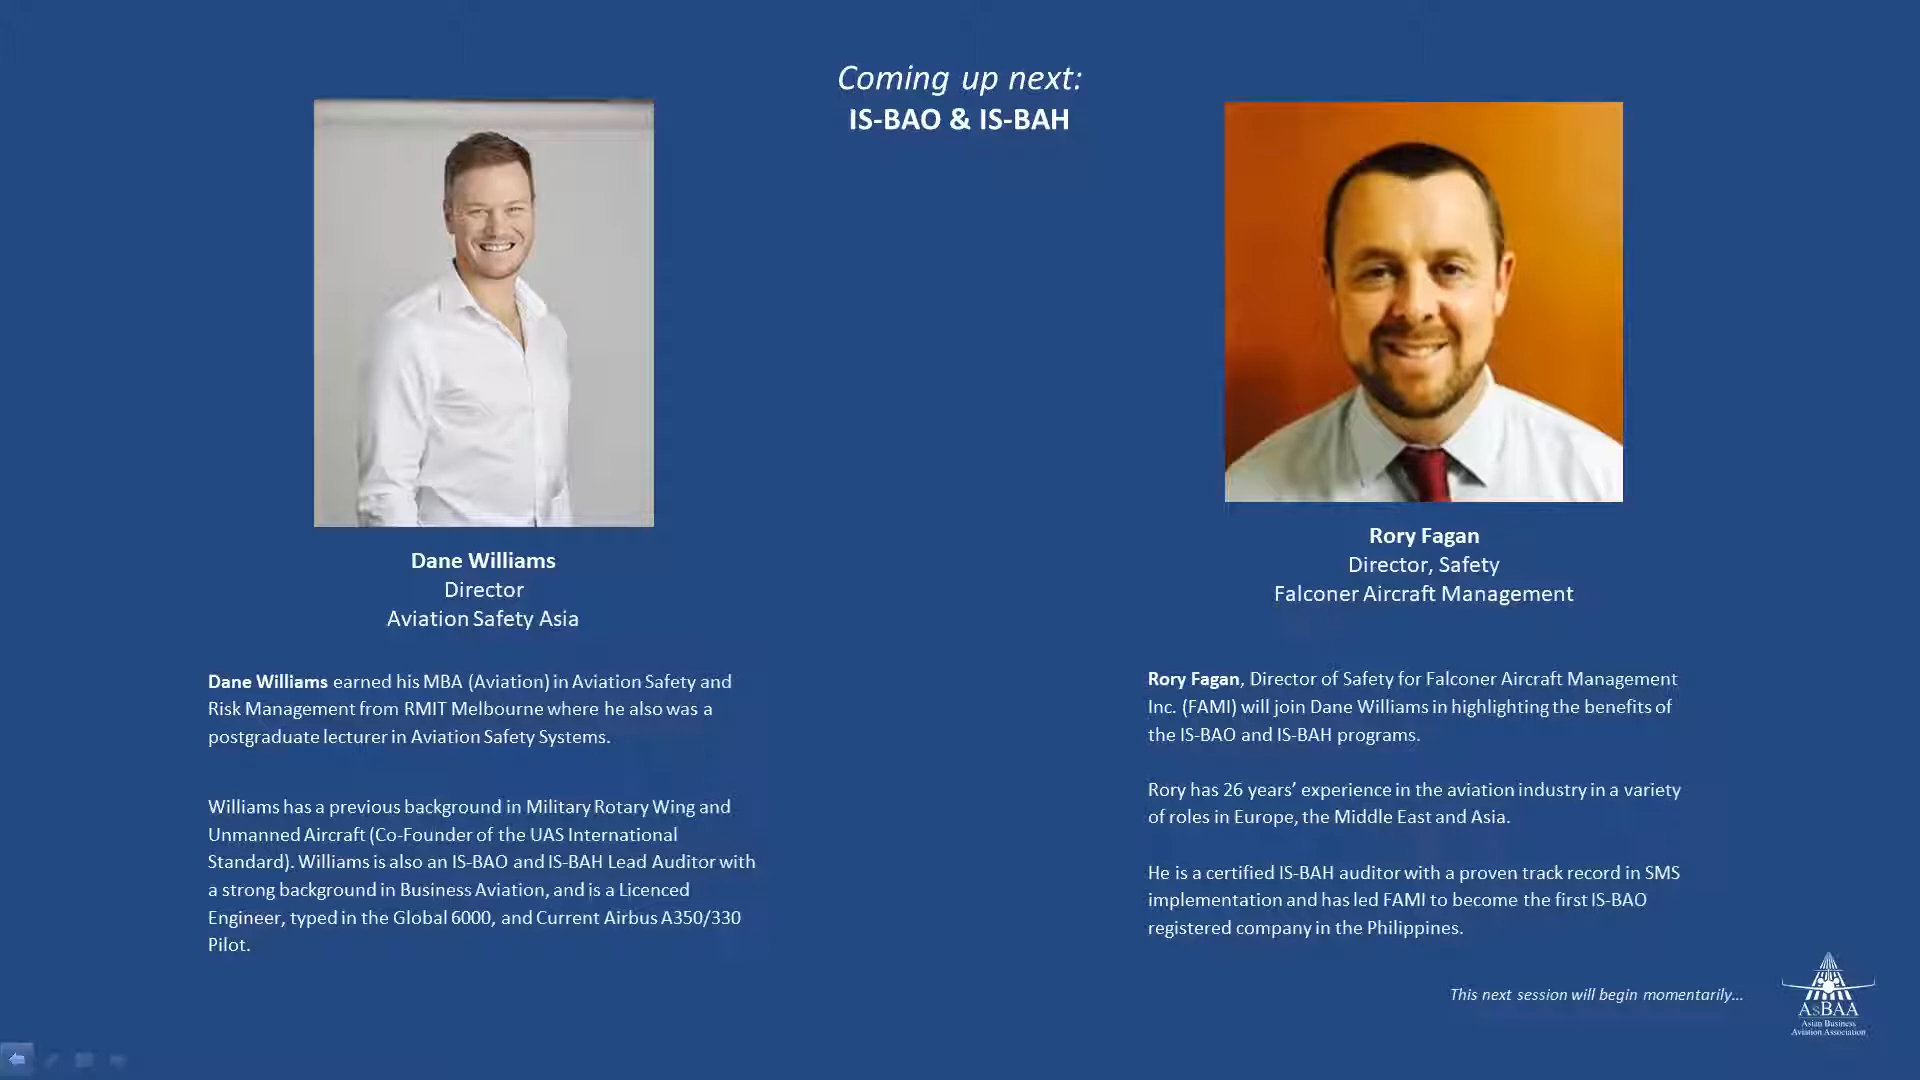 Coming up next:
IS-BAO & IS-BAH
Dane Williams
Director
Aviation Safety Asia
Dane Williams earned his MBA (Aviation) in Aviation Safety and
Risk Management from RMIT Melbourne where he also was a
postgraduate lecturer in Aviation Safety Systems.
Williams has a previous background in Military Rotary Wing and
Unmanned Aircraft (Co-Founder of the UAS International
Standard). Williams is also an IS-BAO and IS-BAH Lead Auditor with
a strong background in Business Aviation, and is a Licenced
Engineer, typed in the Global 6000, and Current Airbus A350/330
Pilot.
Rory Fagan
Director, Safety
Falconer Aircraft Management
Rory Fagan, Director of Safety for Falconer Aircraft Management
Inc. (FAMI) will join Dane Williams in highlighting the benefits of
the IS-BAO and IS-BAH programs.
Rory has 26 years’ experience in the aviation industry in a variety
of roles in Europe, the Middle East and Asia.
He is a certified IS-BAH auditor with a proven track record in SMS
implementation and has led FAMI to become the first IS-BAO
registered company in the Philippines.
This next session will begin momentarily...
AsBAA
Asian Business
Aviation Association